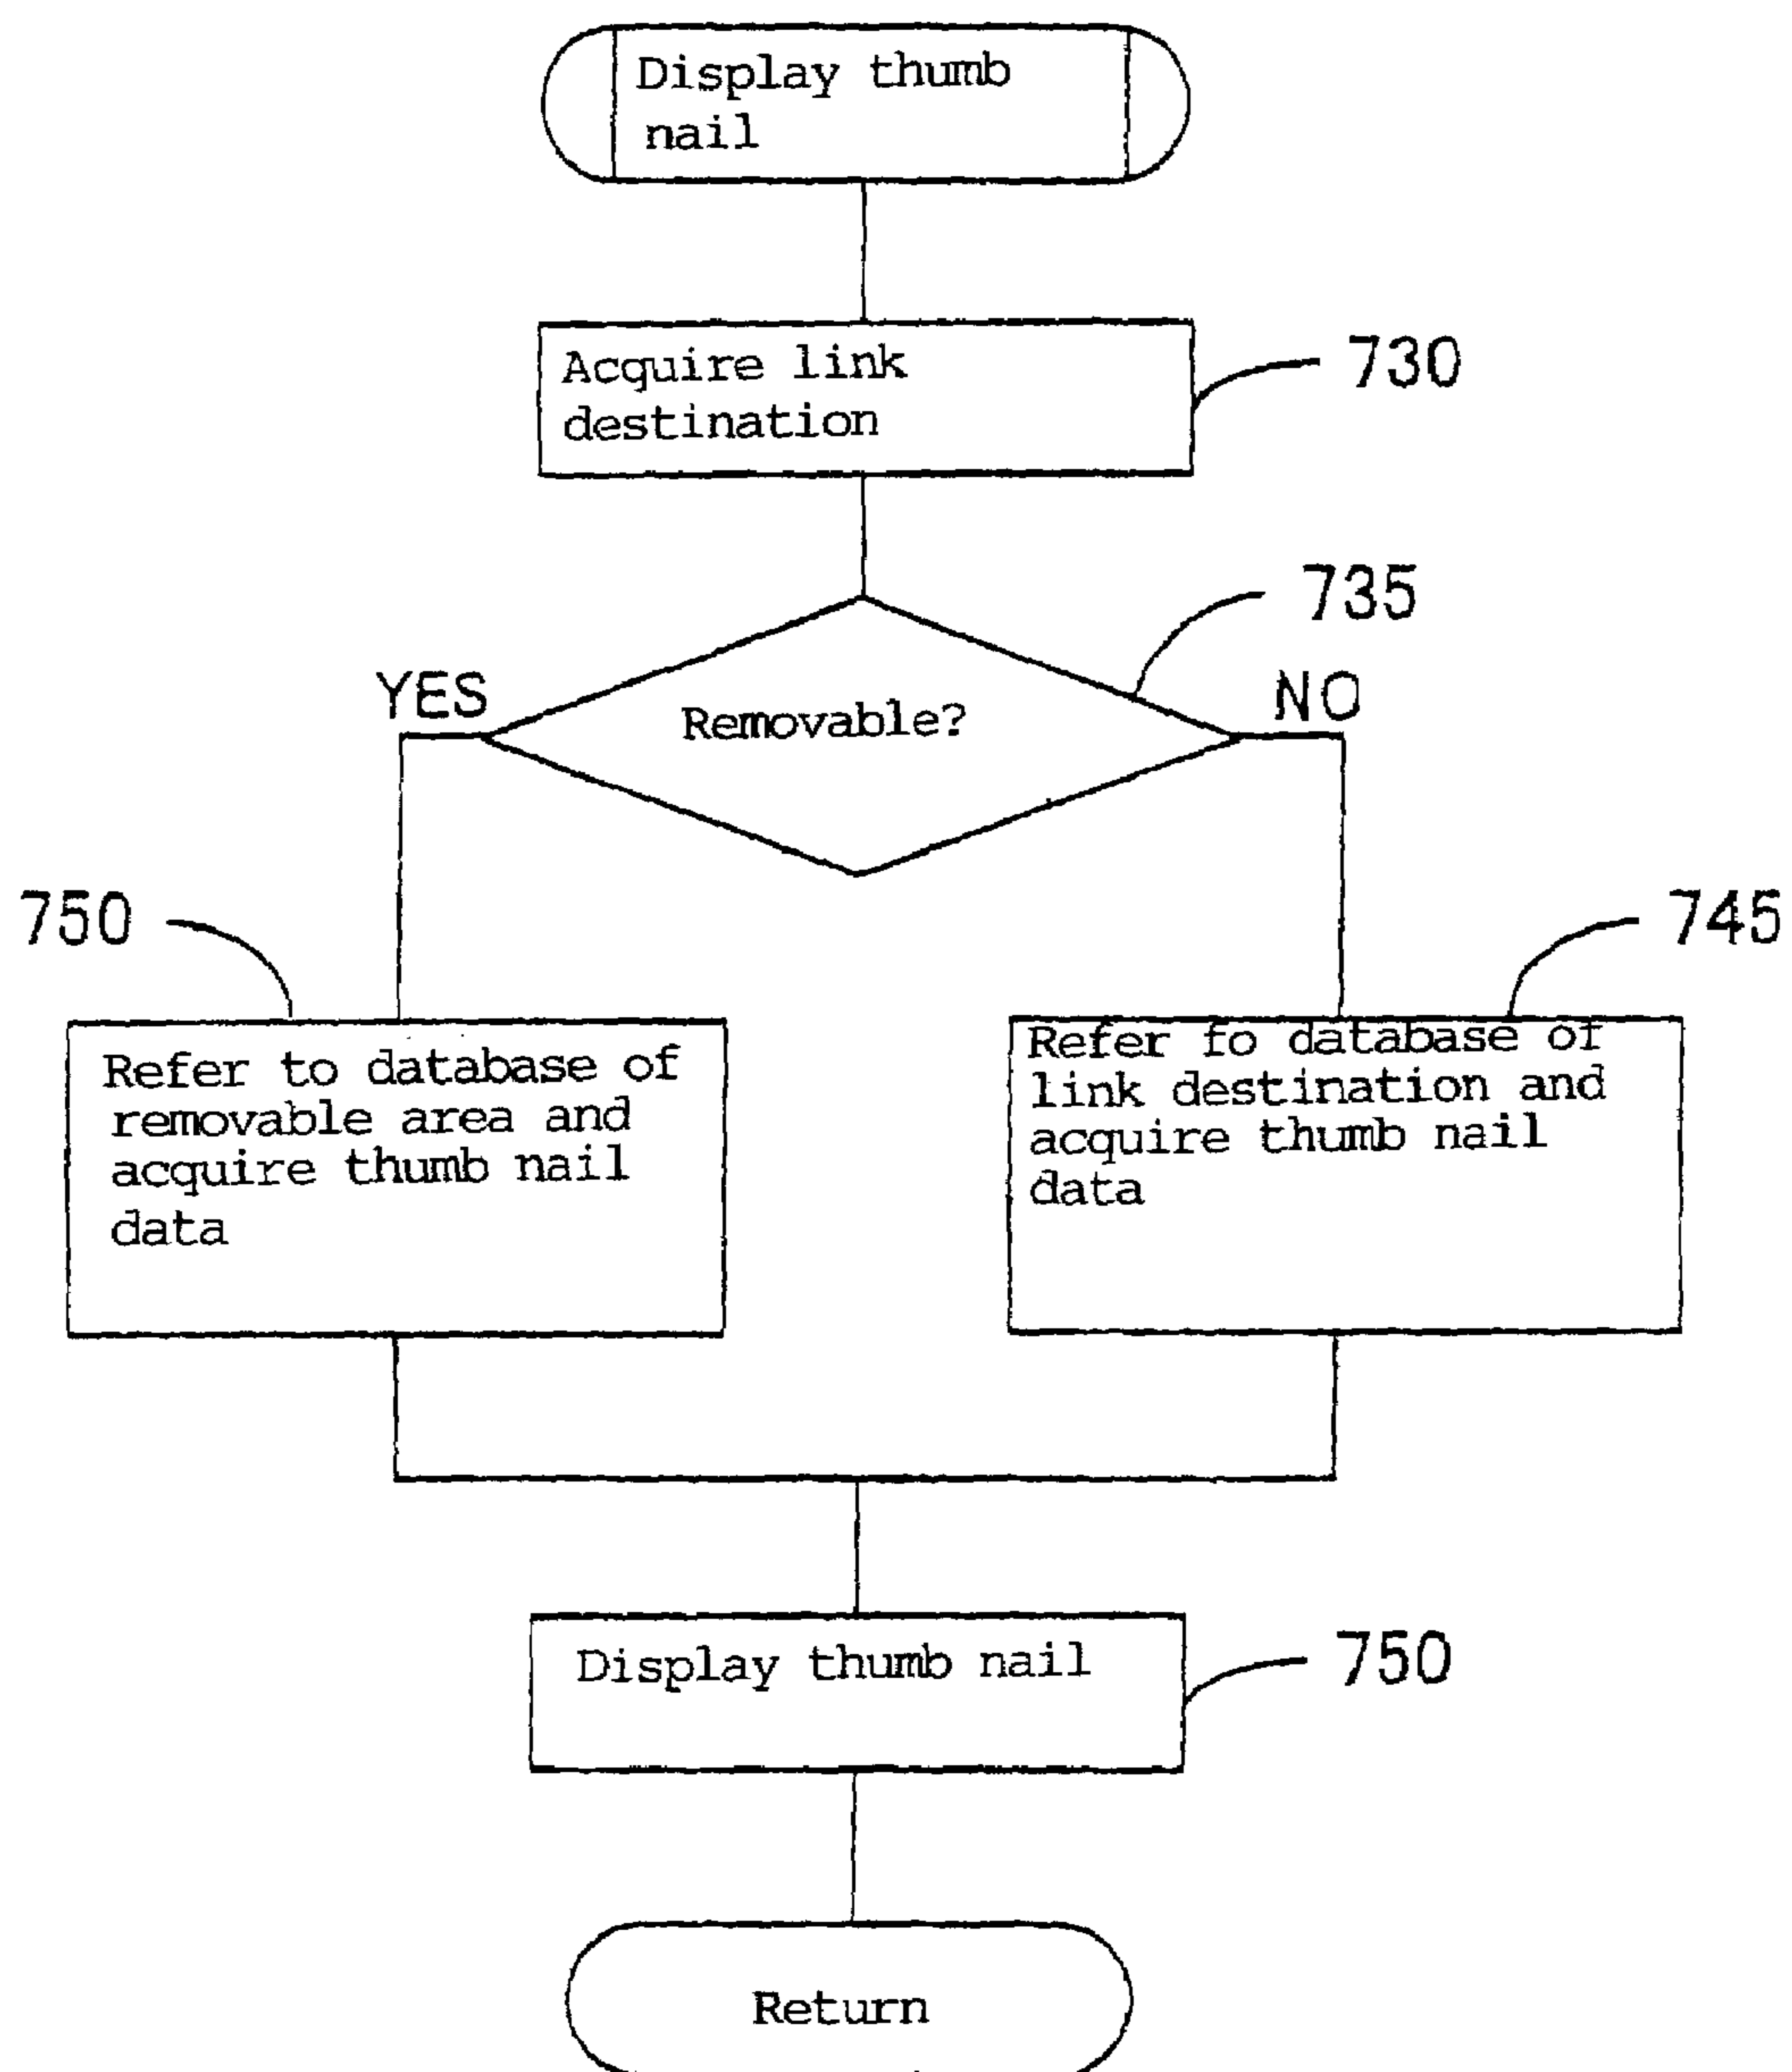 Display thumb
nail
Acquire link
destination
730
735
YES
Removable?
NO
750
745
Refer to database of
removable area and
acquire thumb nail
data
Refer fo database of
link destination and
acquire thumb nail
data
Display thumb nail
750
Return